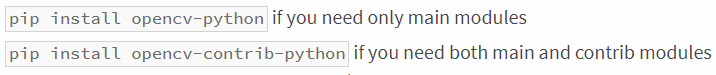 pip install opencv-python if you need only main modules
pip install opencv-contrib-python if you need both main and contrib modules